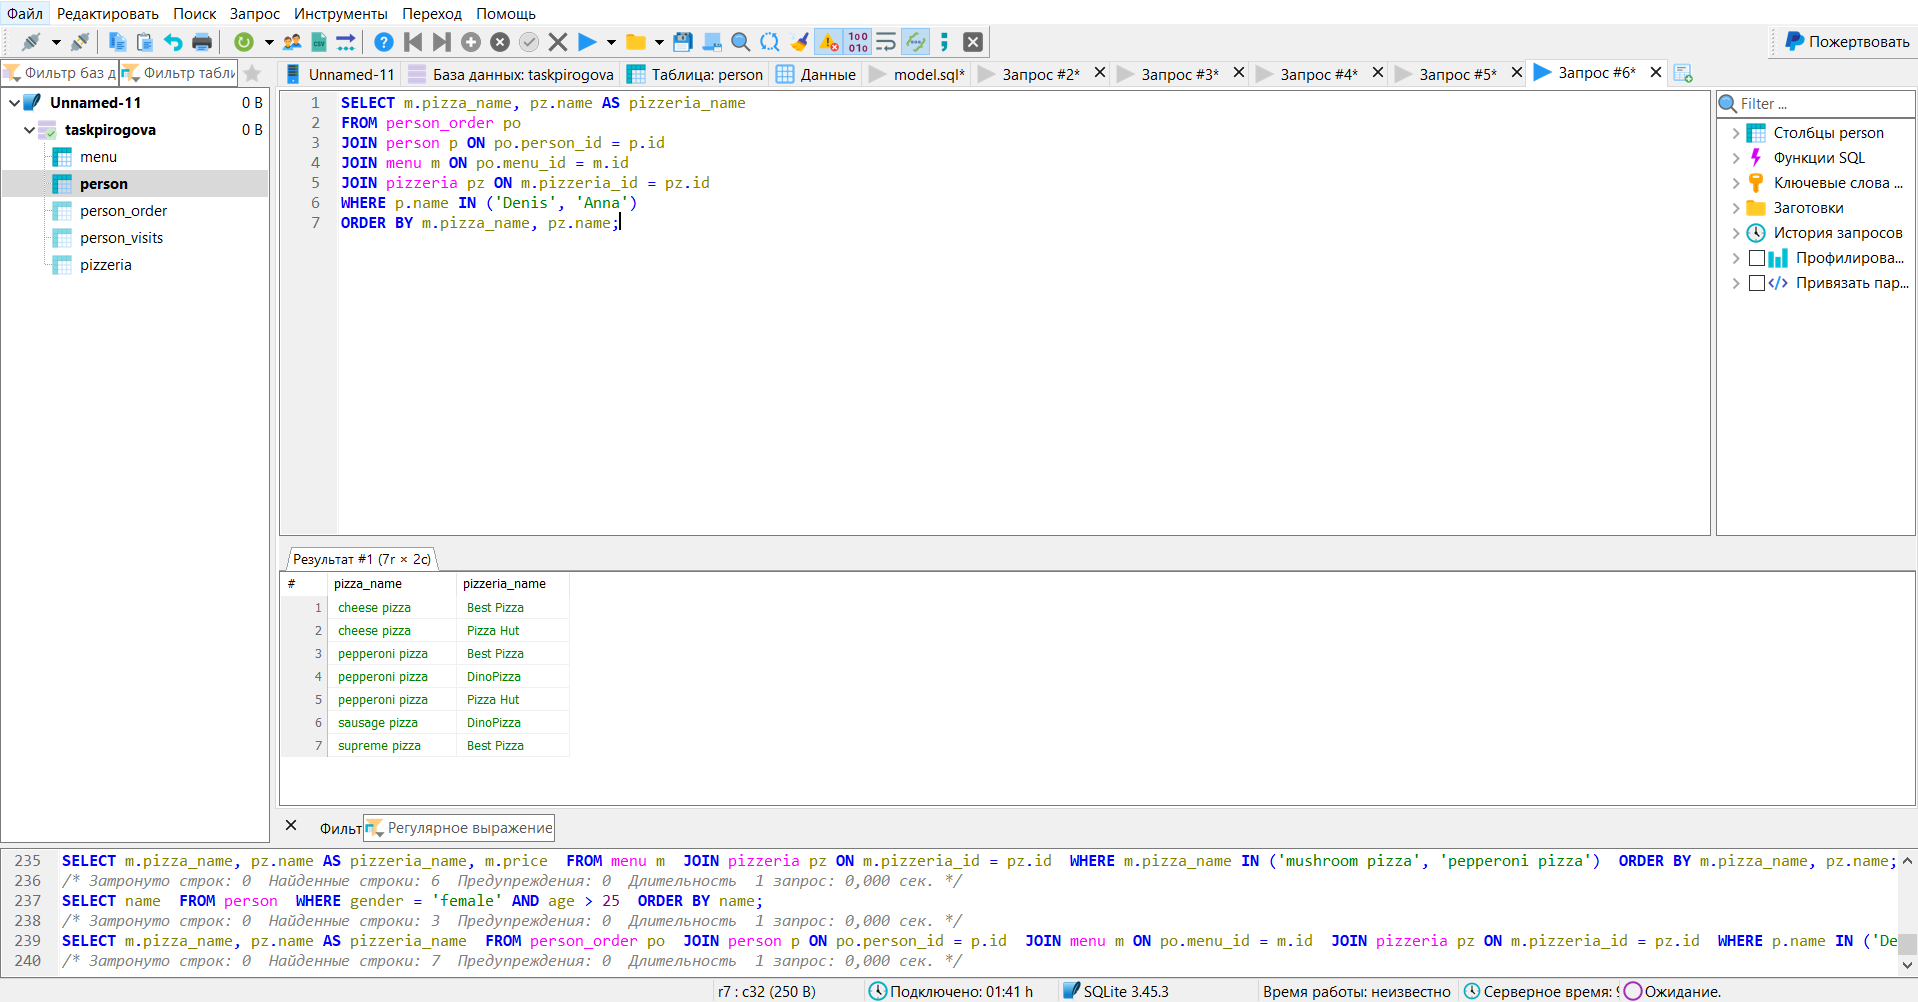 Файл Редактировать Поиск Запрос Инструменты Переход Помощь
Пожертвовать
Фильтр баз д Фильтр табли
Unnamed-11 База данных: taskpirogova Таблица: person Данные model.sql* Запрос #2* Запрос #3* Запрос #4* Запрос #5* Запрос #6*
Unnamed-11 0 B
taskpirogova 0 B
menu
person
person_order
person_visits
pizzeria
1 SELECT m.pizza_name, pz.name AS pizzeria_name
2 FROM person_order po
3 JOIN person p ON po.person_id = p.id
4 JOIN menu m ON po.menu_id = m.id
5 JOIN pizzeria pz ON m.pizzeria_id = pz.id
6 WHERE p.name IN ('Denis', 'Anna')
7 ORDER BY m.pizza_name, pz.name;
Filter ...
Столбцы person
Функции SQL
Ключевые слова ...
Заготовки
История запросов
Профилирова...
Привязать пар...
Результат #1 (7r × 2c)
# pizza_name pizzeria_name
1 cheese pizza Best Pizza
2 cheese pizza Pizza Hut
3 pepperoni pizza Best Pizza
4 pepperoni pizza DinoPizza
5 pepperoni pizza Pizza Hut
6 sausage pizza DinoPizza
7 supreme pizza Best Pizza
Фильт Регулярное выражение
235 SELECT m.pizza_name, pz.name AS pizzeria_name, m.price FROM menu m JOIN pizzeria pz ON m.pizzeria_id = pz.id WHERE m.pizza_name IN ('mushroom pizza', 'pepperoni pizza') ORDER BY m.pizza_name, pz.name;
236 /* Затронуто строк: 0 Найденные строки: 6 Предупреждения: 0 Длительность 1 запрос: 0,000 сек. */
237 SELECT name FROM person WHERE gender = 'female' AND age > 25 ORDER BY name;
238 /* Затронуто строк: 0 Найденные строки: 3 Предупреждения: 0 Длительность 1 запрос: 0,000 сек. */
239 SELECT m.pizza_name, pz.name AS pizzeria_name FROM person_order po JOIN person p ON po.person_id = p.id JOIN menu m ON po.menu_id = m.id JOIN pizzeria pz ON m.pizzeria_id = pz.id WHERE p.name IN ('De
240 /* Затронуто строк: 0 Найденные строки: 7 Предупреждения: 0 Длительность 1 запрос: 0,000 сек. */
r7 : c32 (250 B) Подключено: 01:41 h SQLite 3.45.3 Время работы: неизвестно Серверное время: Ожидание.